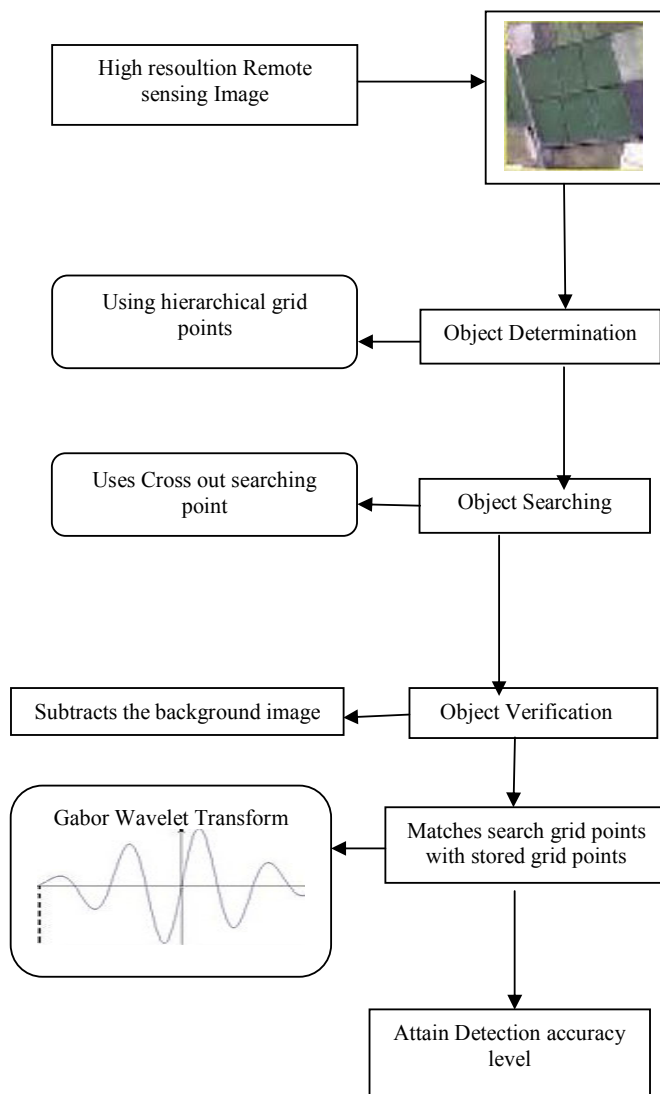 High resoultion Remote
sensing Image
Using hierarchical grid
points
Object Determination
Uses Cross out searching
point
Object Searching
Subtracts the background image
Object Verification
Gabor Wavelet Transform
Matches search grid points
with stored grid points
Attain Detection accuracy
level